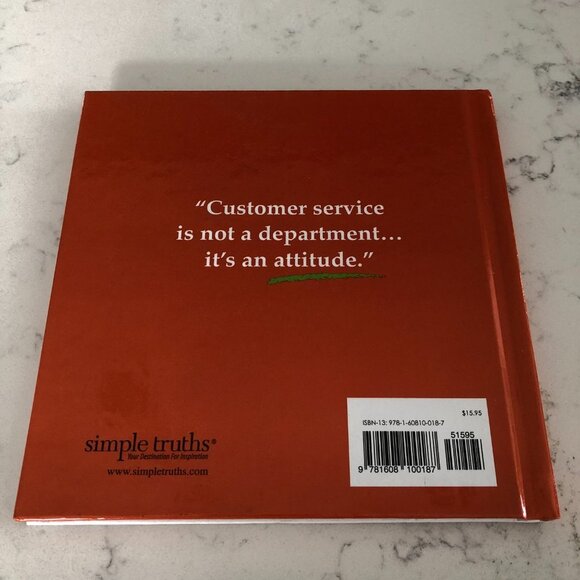 “Customer service
is not a department...
it's an attitude.”
simple truths®
Your Destination For Inspiration
www.simpletruths.com
ISBN-13: 978-1-60810-018-7
$15.95
51595
9 781608 100187